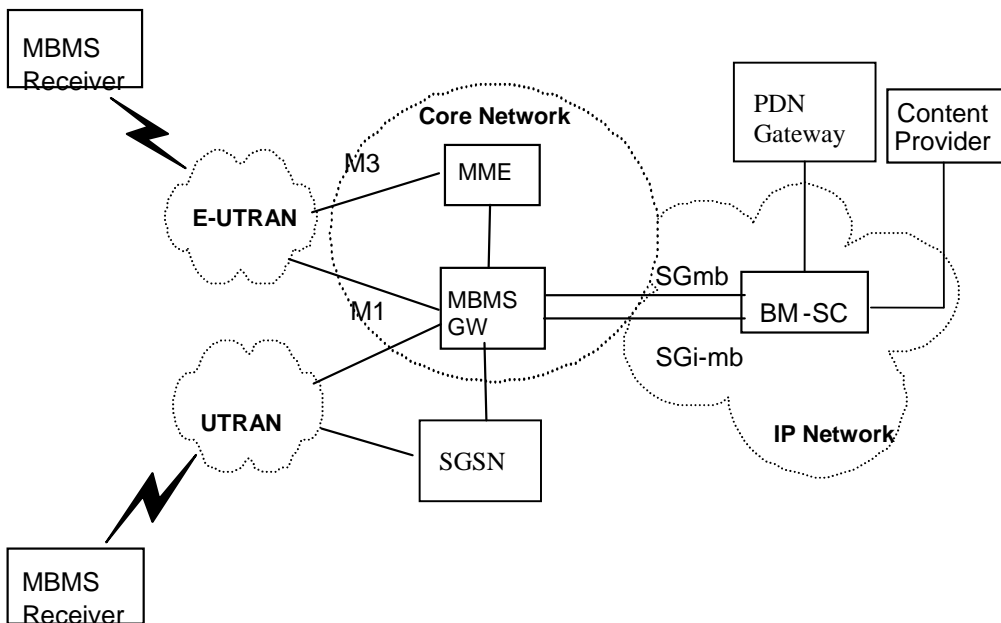 MBMS
Receiver
PDN
Gateway
Content
Provider
Core Network
M3
MME
E-UTRAN
SGmb
MBMS
GW
BM-SC
M1
SGi-mb
UTRAN
IP Network
SGSN
MBMS
Receiver